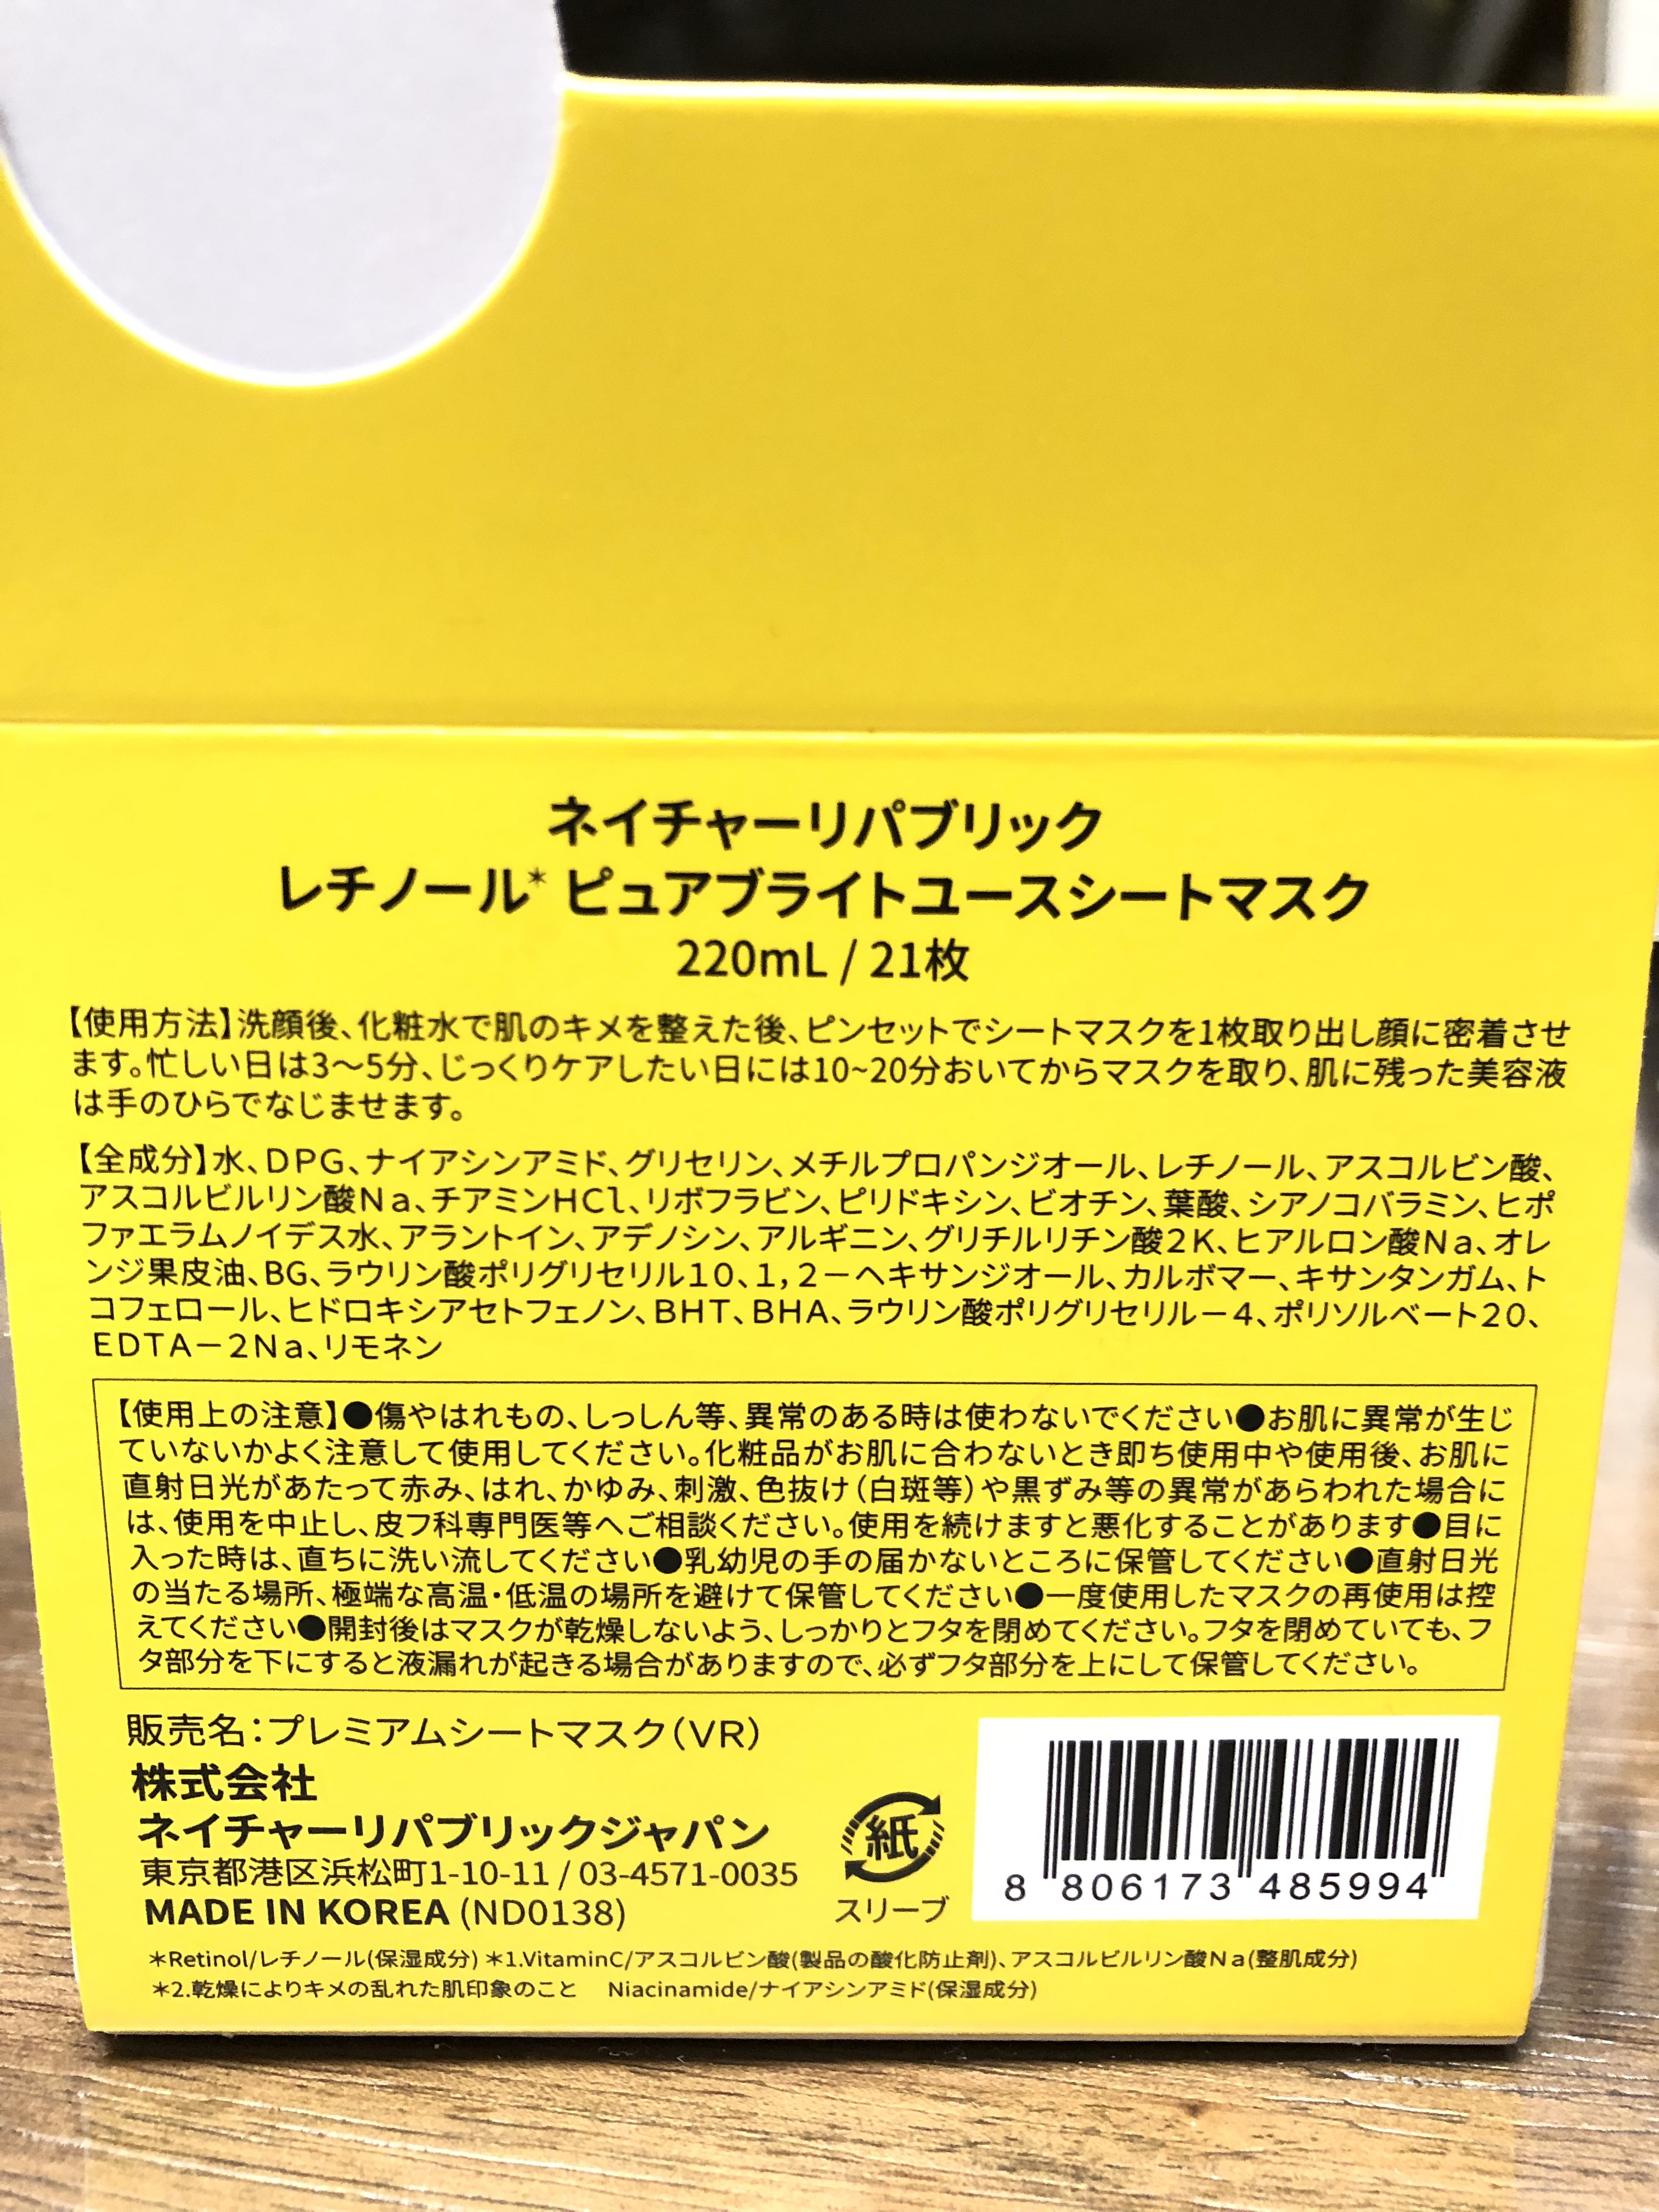 ネイチャーリパブリック
レチノール* ピュアブライトユースシートマスク
220mL / 21枚
【使用方法】洗顔後、化粧水で肌のキメを整えた後、ピンセットでシートマスクを1枚取り出し顔に密着させ
ます。忙しい日は3〜5分、じっくりケアしたい日には10~20分おいてからマスクを取り、肌に残った美容液
は手のひらでなじませます。
【全成分】水、DPG、ナイアシンアミド、グリセリン、メチルプロパンジオール、レチノール、アスコルビン酸、
アスコルビルリン酸Na、チアミンHCl、リボフラビン、ピリドキシン、ビオチン、葉酸、シアノコバラミン、ヒポ
ファエラムノイデス水、アラントイン、アデノシン、アルギニン、グリチルリチン酸2K、ヒアルロン酸Na、オレ
ンジ果皮油、BG、ラウリン酸ポリグリセリル10、1,2－ヘキサンジオール、カルボマー、キサンタンガム、ト
コフェロール、ヒドロキシアセトフェノン、BHT、BHA、ラウリン酸ポリグリセリル－4、ポリソルベート20、
EDTA－2Na、リモネン
【使用上の注意】●傷やはれもの、しっしん等、異常のある時は使わないでください●お肌に異常が生じ
ていないかよく注意して使用してください。化粧品がお肌に合わないとき即ち使用中や使用後、お肌に
直射日光があたって赤み、はれ、かゆみ、刺激、色抜け(白斑等)や黒ずみ等の異常があらわれた場合に
は、使用を中止し、皮フ科専門医等へご相談ください。使用を続けますと悪化することがあります●目に
入った時は、直ちに洗い流してください●乳幼児の手の届かないところに保管してください●直射日光
の当たる場所、極端な高温・低温の場所を避けて保管してください●一度使用したマスクの再使用は控
えてください●開封後はマスクが乾燥しないよう、しっかりとフタを閉めてください。フタを閉めていても、フ
タ部分を下にすると液漏れが起きる場合がありますので、必ずフタ部分を上にして保管してください。
販売名：プレミアムシートマスク(VR)
株式会社
ネイチャーリパブリックジャパン
東京都港区浜松町1-10-11 / 03-4571-0035
MADE IN KOREA (ND0138)
紙
スリーブ
8 806173 485994
＊Retinol/レチノール(保湿成分) ＊1.VitaminC/アスコルビン酸(製品の酸化防止剤)、アスコルビルリン酸Na(整肌成分)
＊2.乾燥によりキメの乱れた肌印象のこと　Niacinamide/ナイアシンアミド(保湿成分)